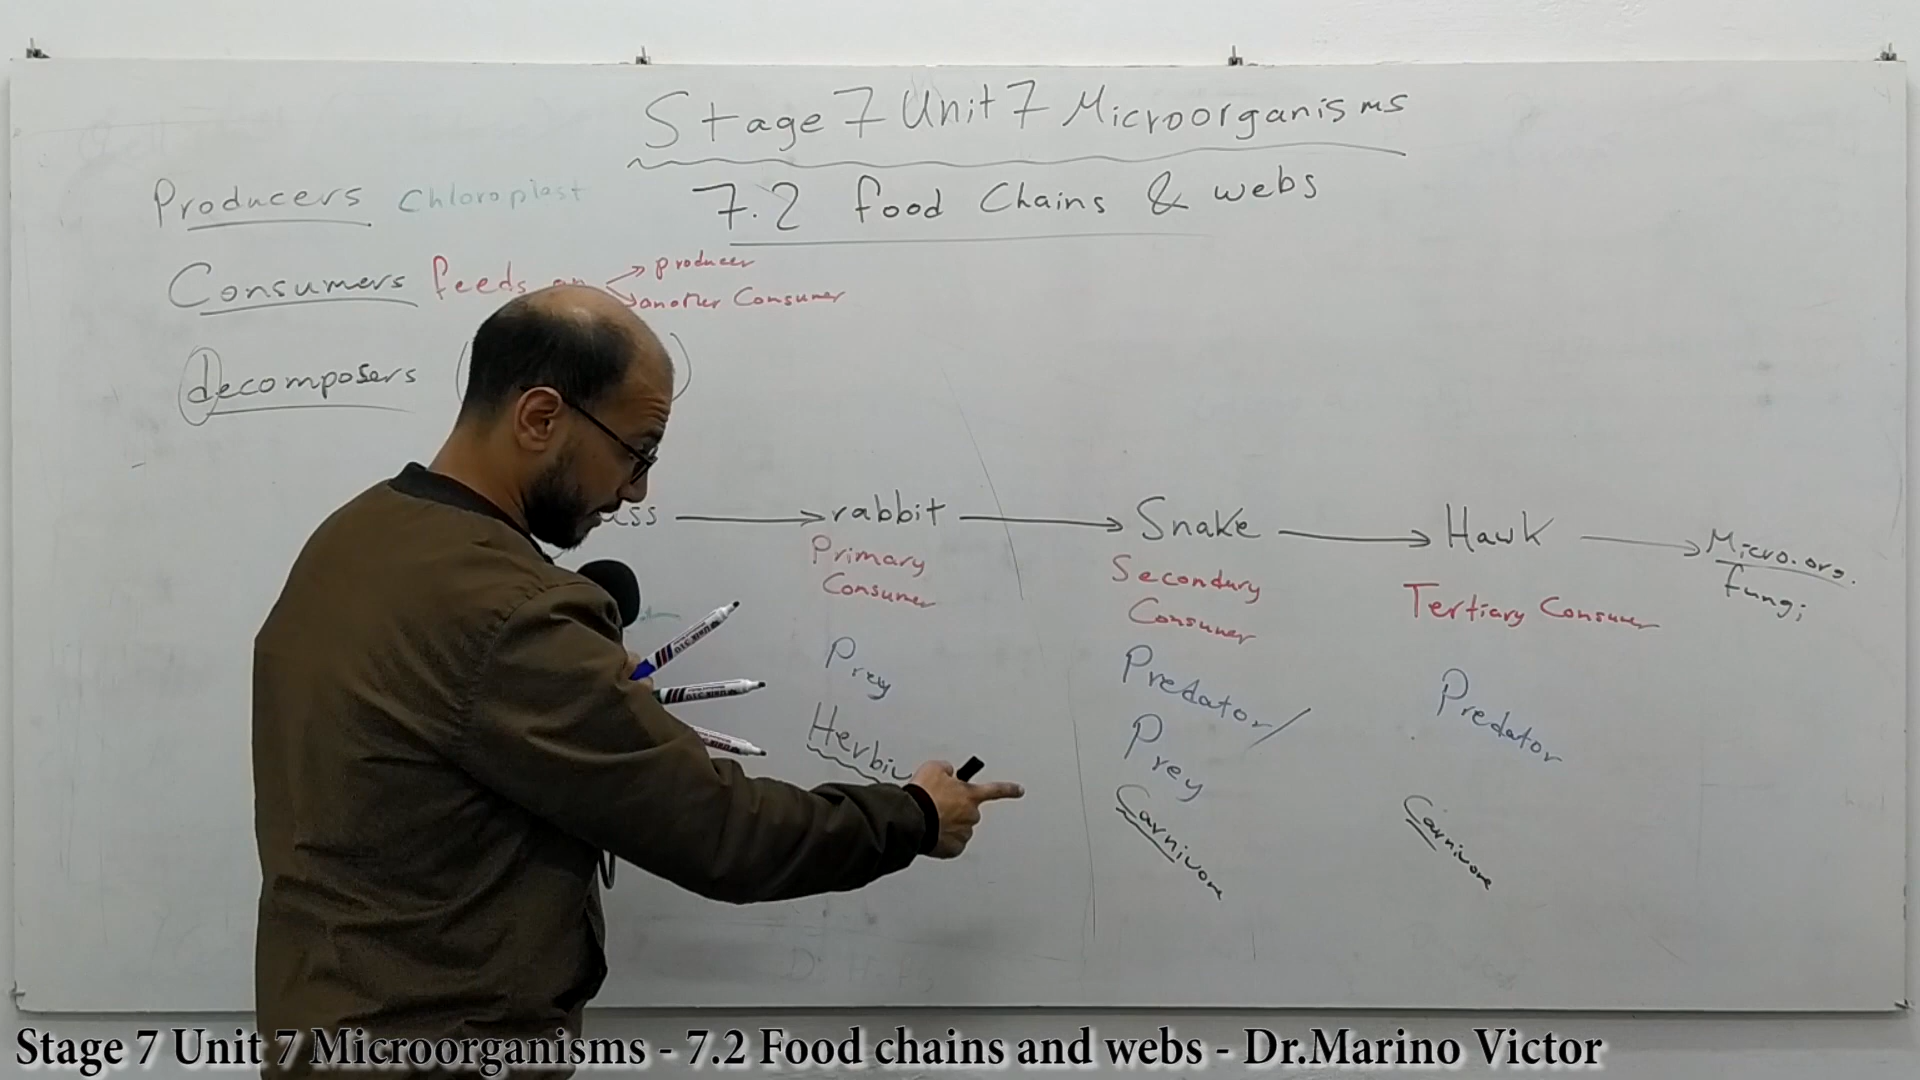 Stage 7 Unit 7 Microorganisms
7.2 food Chains & webs
Producers Chloroplast
Consumers feeds on
producer
another Consumer
decomposers
rabbit Snake Hawk Micro.org.
fungi
Primary
Consumer
Secondary
Consumer
Tertiary Consumer
Prey
Predator/
Prey
Predator
Carnivore
Carnivore
Stage 7 Unit 7 Microorganisms - 7.2 Food chains and webs - Dr.Marino Victor